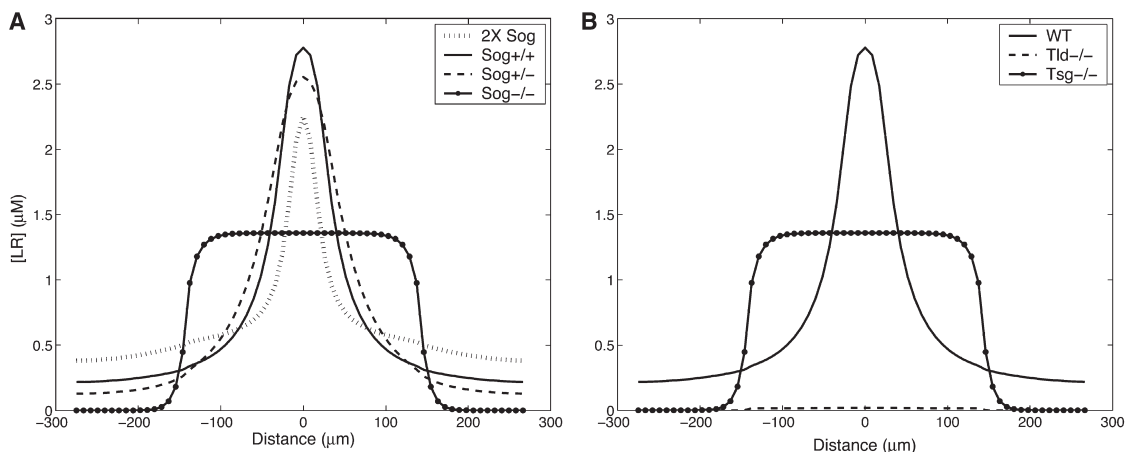 A
3
2.5
2
1.5
1
0.5
0
[LR] (μM)
2X Sog
Sog+/+
Sog+/−
Sog−/−
−300
−200
−100
0
100
200
300
Distance (μm)
B
3
2.5
2
1.5
1
0.5
0
WT
Tld−/−
Tsg−/−
−300
−200
−100
0
100
200
300
Distance (μm)